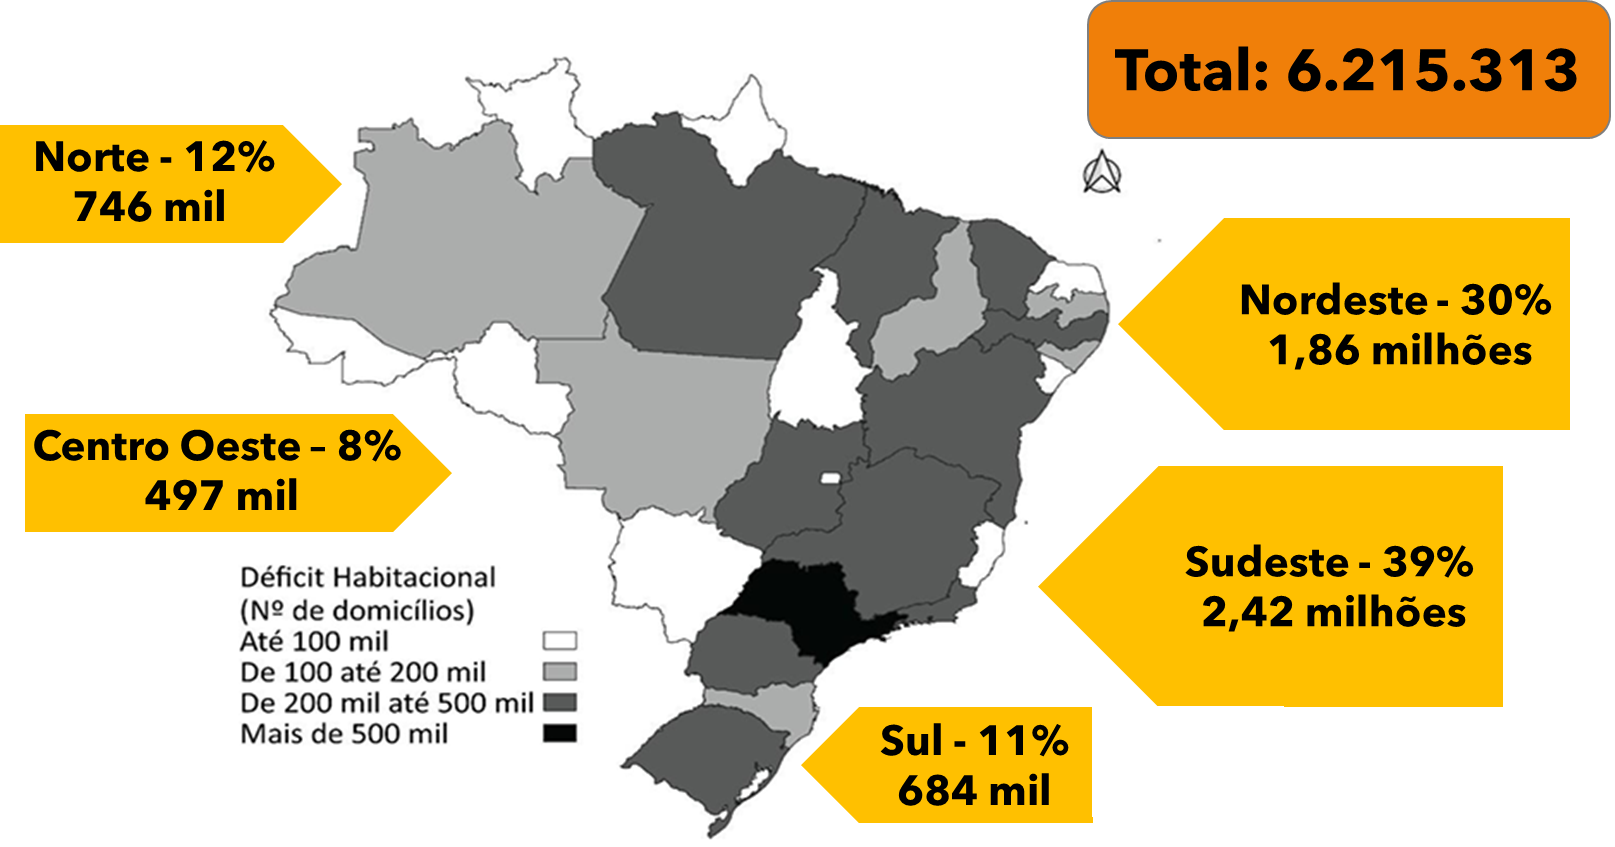 Total: 6.215.313
Norte - 12%
746 mil
Nordeste - 30%
1,86 milhões
Centro Oeste – 8%
497 mil
Sudeste - 39%
2,42 milhões
Déficit Habitacional
(Nº de domicílios)
Até 100 mil
De 100 até 200 mil
De 200 mil até 500 mil
Mais de 500 mil
Sul - 11%
684 mil